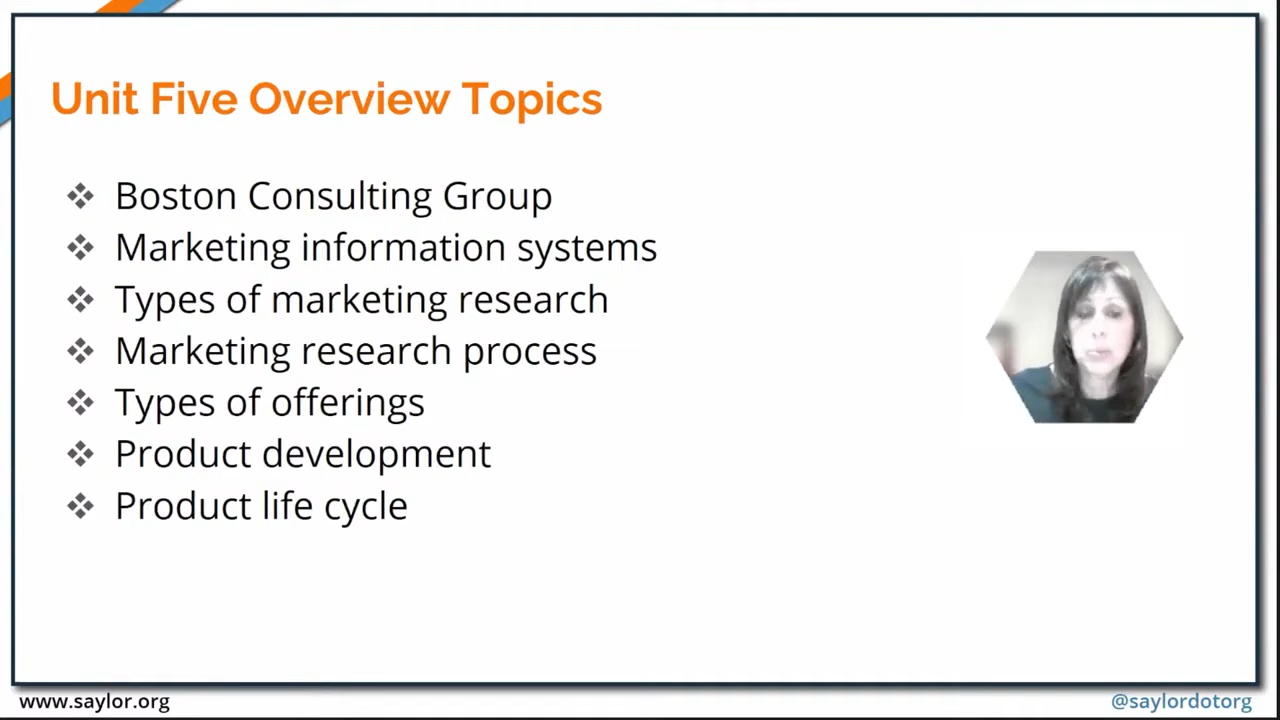 Unit Five Overview Topics
❖ Boston Consulting Group
❖ Marketing information systems
❖ Types of marketing research
❖ Marketing research process
❖ Types of offerings
❖ Product development
❖ Product life cycle
www.saylor.org
@saylordotorg